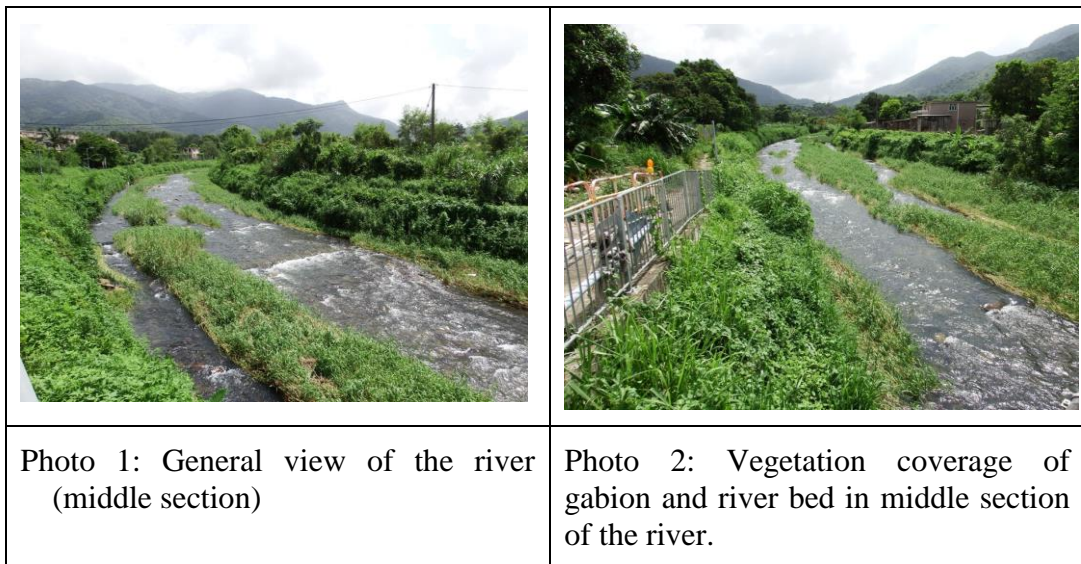 Photo 1: General view of the river
(middle section)
Photo 2: Vegetation coverage of
gabion and river bed in middle section
of the river.